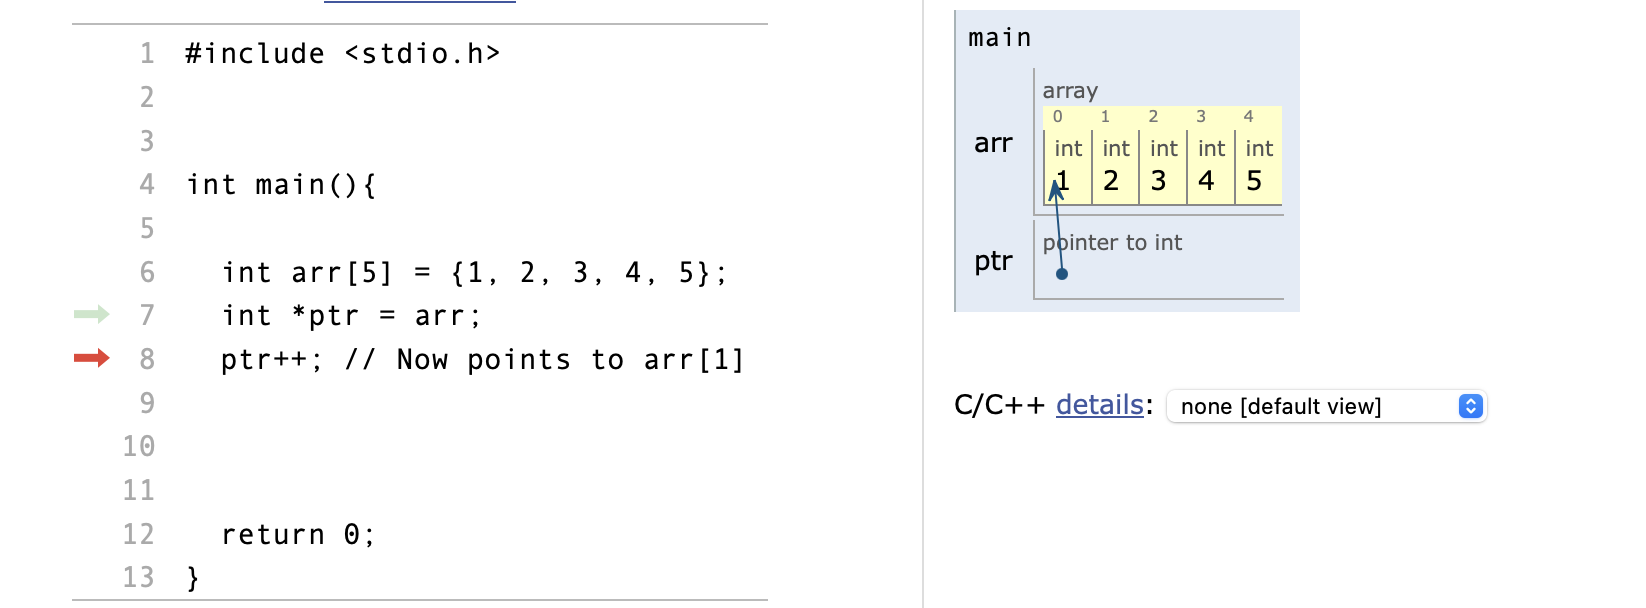 1 #include <stdio.h>
2
3
4 int main(){
5
6   int arr[5] = {1, 2, 3, 4, 5};
7   int *ptr = arr;
8   ptr++; // Now points to arr[1]
9
10
11
12   return 0;
13 }
main
array
0 1 2 3 4
arr
int int int int int
1 2 3 4 5
pointer to int
ptr
C/C++ details: none [default view]